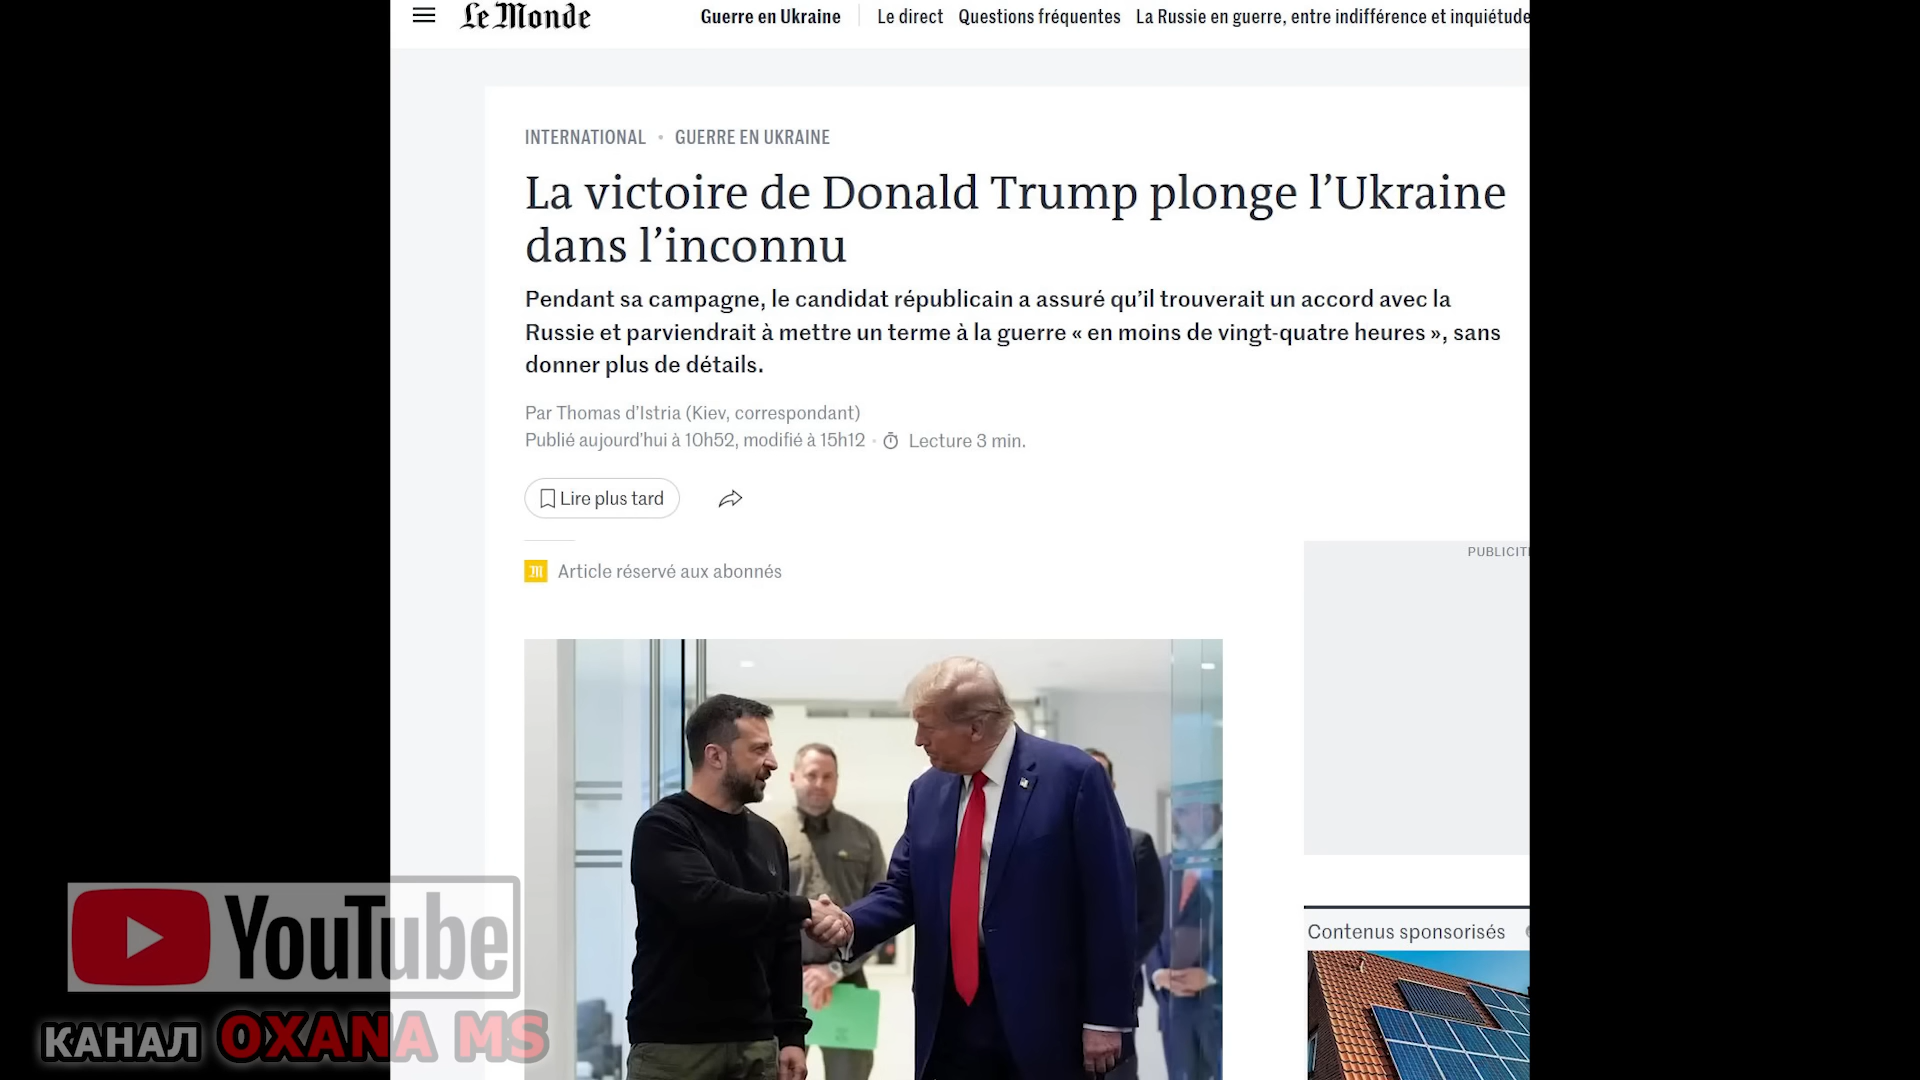 Le Monde
Guerre en Ukraine
Le direct
Questions fréquentes
La Russie en guerre, entre indifférence et inquiétude
INTERNATIONAL • GUERRE EN UKRAINE
La victoire de Donald Trump plonge l’Ukraine
dans l’inconnu
Pendant sa campagne, le candidat républicain a assuré qu’il trouverait un accord avec la
Russie et parviendrait à mettre un terme à la guerre « en moins de vingt-quatre heures », sans
donner plus de détails.
Par Thomas d’Istria (Kiev, correspondant)
Publié aujourd’hui à 10h52, modifié à 15h12 • Lecture 3 min.
Lire plus tard
M Article réservé aux abonnés
PUBLICIT
Contenus sponsorisés
YouTube
КАНАЛ OXANA MS